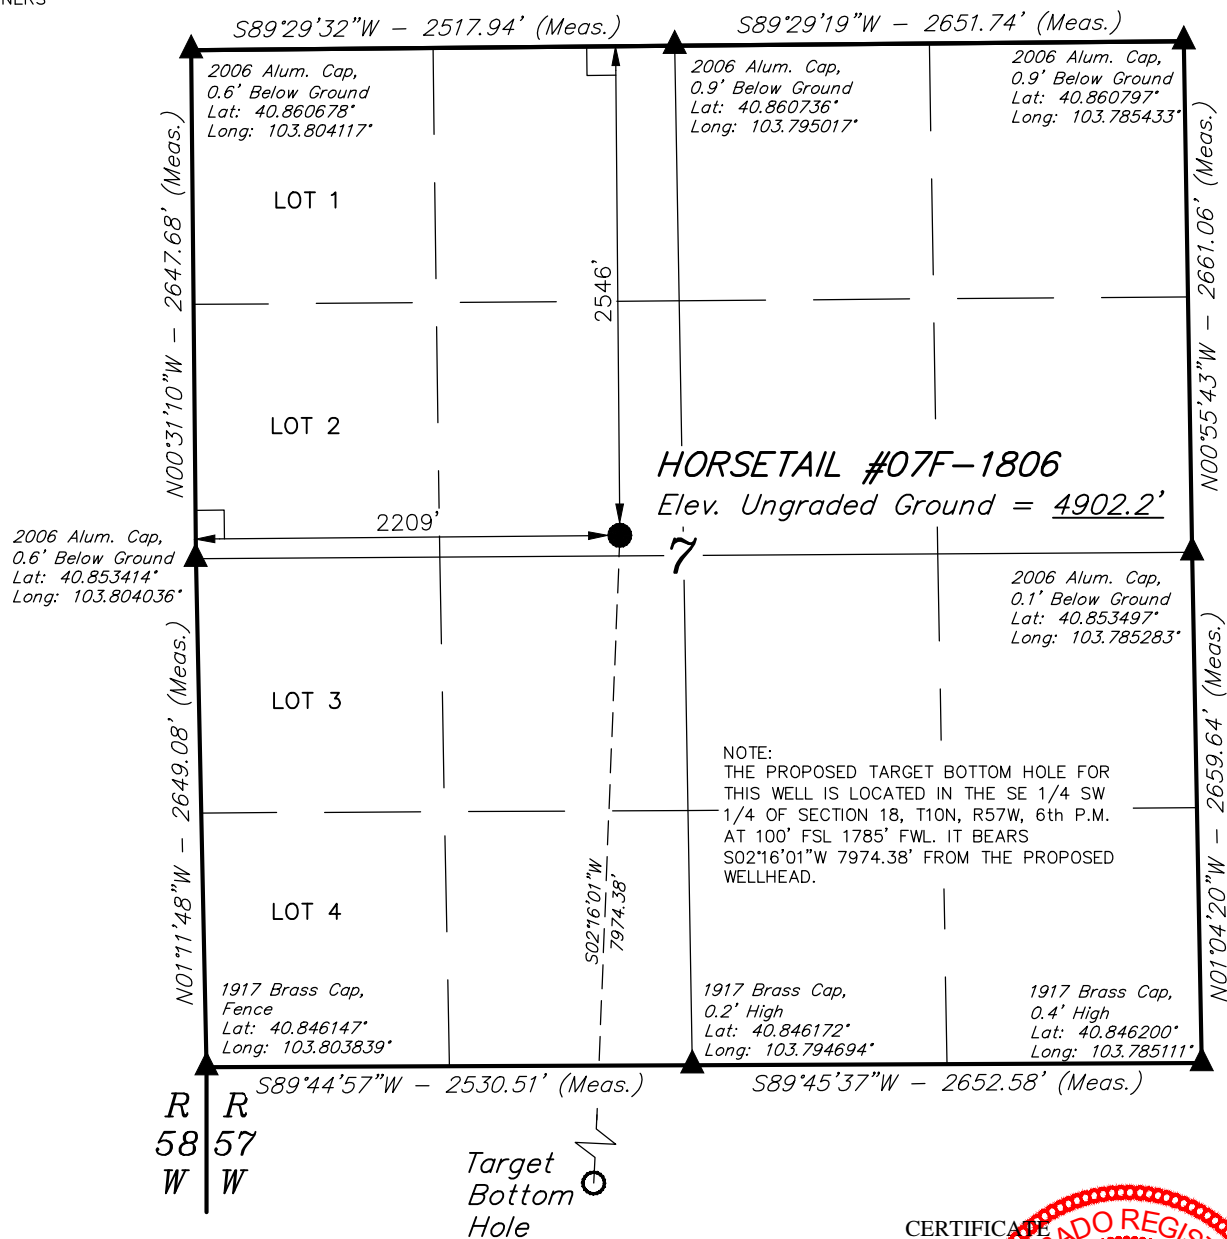 S89°29'32"W - 2517.94' (Meas.)
S89°29'19"W - 2651.74' (Meas.)
2006 Alum. Cap,
0.6' Below Ground
Lat: 40.860678°
Long: 103.804117°
2006 Alum. Cap,
0.9' Below Ground
Lat: 40.860736°
Long: 103.795017°
2006 Alum. Cap,
0.9' Below Ground
Lat: 40.860797°
Long: 103.785433°
N00°31'10"W - 2647.68' (Meas.)
N00°55'43"W - 2661.06' (Meas.)
LOT 1
2546'
LOT 2
HORSETAIL #07F-1806
Elev. Ungraded Ground = 4902.2'
2209'
7
2006 Alum. Cap,
0.6' Below Ground
Lat: 40.853414°
Long: 103.804036°
2006 Alum. Cap,
0.1' Below Ground
Lat: 40.853497°
Long: 103.785283°
N01°11'48"W - 2649.08' (Meas.)
N01°04'20"W - 2659.64' (Meas.)
LOT 3
NOTE:
THE PROPOSED TARGET BOTTOM HOLE FOR
THIS WELL IS LOCATED IN THE SE 1/4 SW
1/4 OF SECTION 18, T10N, R57W, 6th P.M.
AT 100' FSL 1785' FWL. IT BEARS
S02°16'01"W 7974.38' FROM THE PROPOSED
WELLHEAD.
S02°16'01"W
7974.38'
LOT 4
1917 Brass Cap,
Fence
Lat: 40.846147°
Long: 103.803839°
1917 Brass Cap,
0.2' High
Lat: 40.846172°
Long: 103.794694°
1917 Brass Cap,
0.4' High
Lat: 40.846200°
Long: 103.785111°
S89°44'57"W - 2530.51' (Meas.)
S89°45'37"W - 2652.58' (Meas.)
R R
58 57
W W
Target
Bottom
Hole
CERTIFICATE